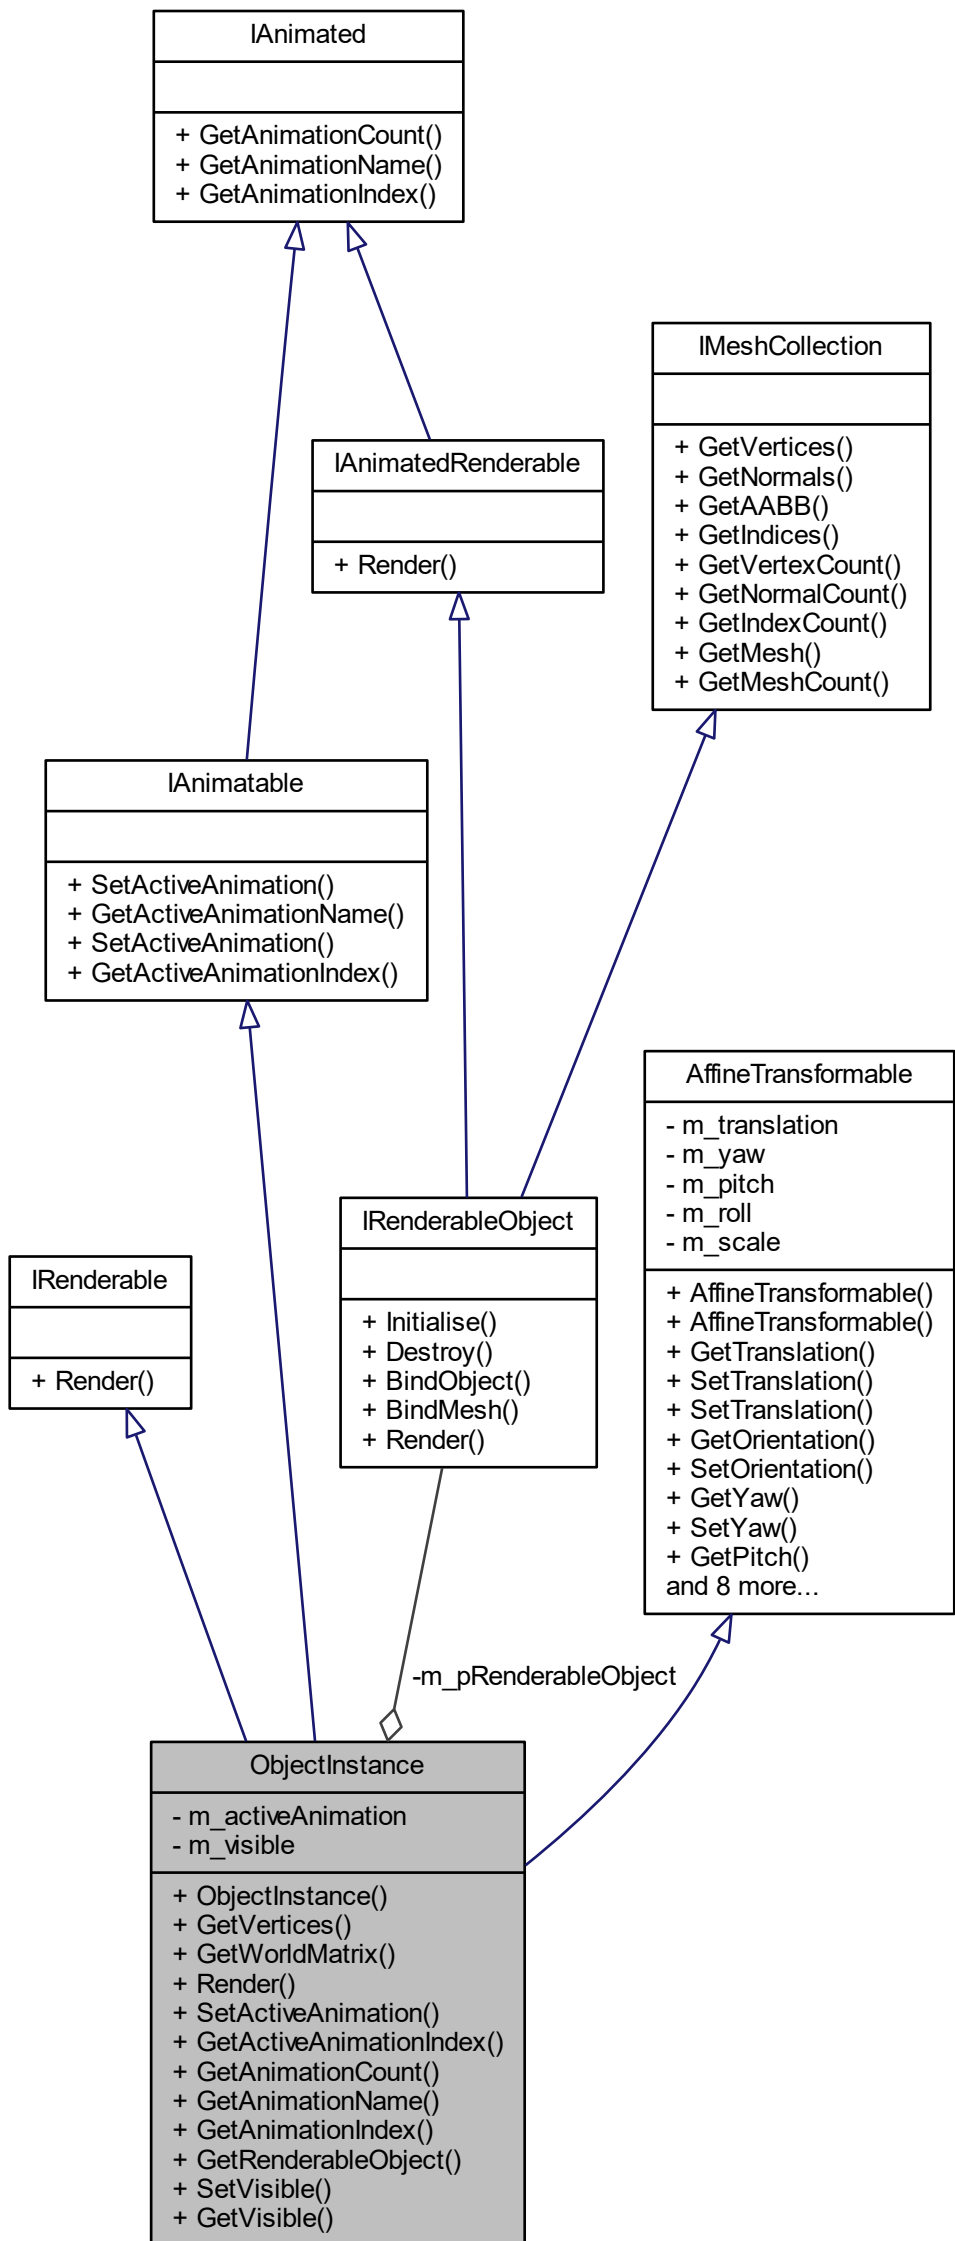 IAnimated
+ GetAnimationCount()
+ GetAnimationName()
+ GetAnimationIndex()
IMeshCollection
+ GetVertices()
+ GetNormals()
+ GetAABB()
+ GetIndices()
+ GetVertexCount()
+ GetNormalCount()
+ GetIndexCount()
+ GetMesh()
+ GetMeshCount()
IAnimatedRenderable
+ Render()
IAnimatable
+ SetActiveAnimation()
+ GetActiveAnimationName()
+ SetActiveAnimation()
+ GetActiveAnimationIndex()
AffineTransformable
- m_translation
- m_yaw
- m_pitch
- m_roll
- m_scale
+ AffineTransformable()
+ AffineTransformable()
+ GetTranslation()
+ SetTranslation()
+ SetTranslation()
+ GetOrientation()
+ SetOrientation()
+ GetYaw()
+ SetYaw()
+ GetPitch()
and 8 more...
IRenderableObject
+ Initialise()
+ Destroy()
+ BindObject()
+ BindMesh()
+ Render()
IRenderable
+ Render()
-m_pRenderableObject
ObjectInstance
- m_activeAnimation
- m_visible
+ ObjectInstance()
+ GetVertices()
+ GetWorldMatrix()
+ Render()
+ SetActiveAnimation()
+ GetActiveAnimationIndex()
+ GetAnimationCount()
+ GetAnimationName()
+ GetAnimationIndex()
+ GetRenderableObject()
+ SetVisible()
+ GetVisible()